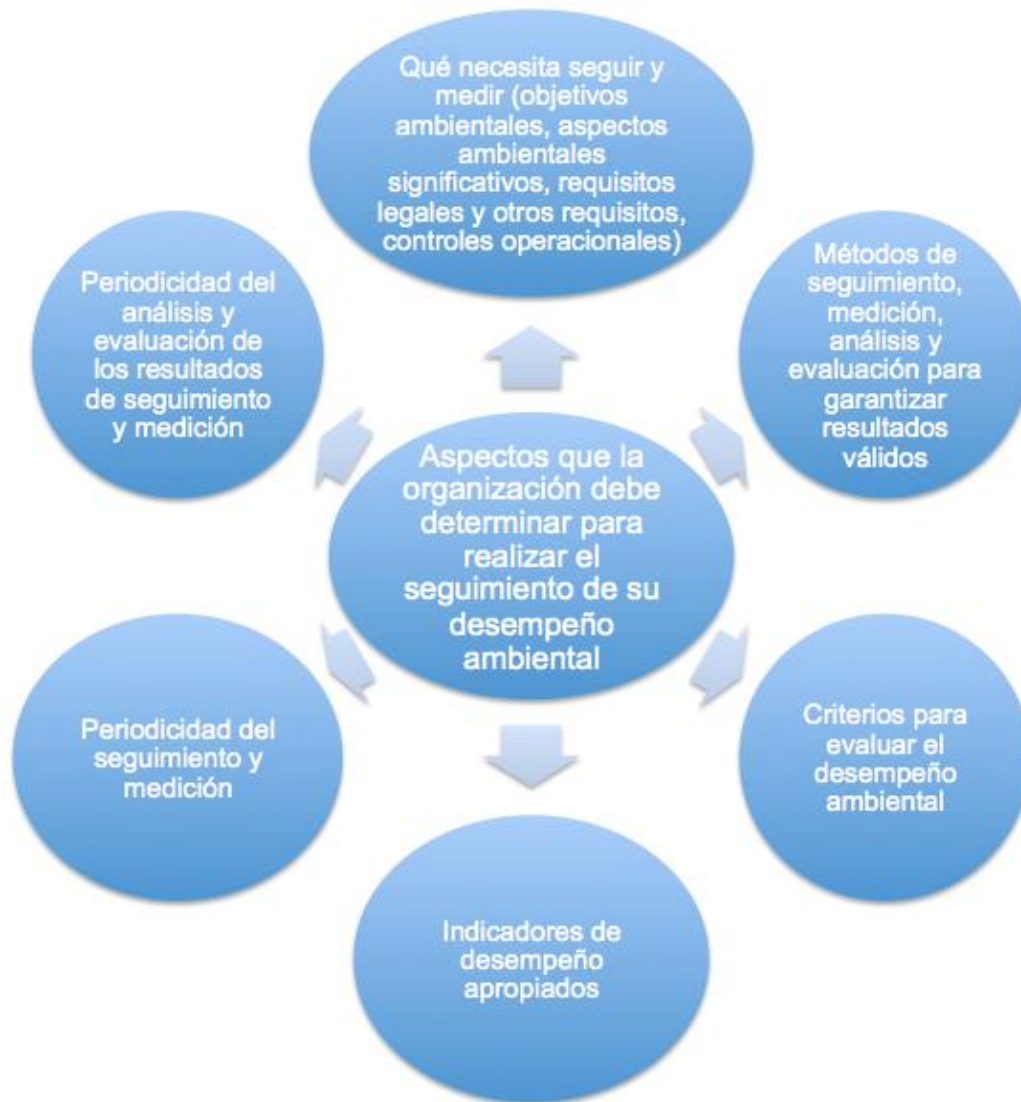 Qué necesita seguir y
medir (objetivos
ambientales, aspectos
ambientales
significativos, requisitos
legales y otros requisitos,
controles operacionales)
Métodos de
seguimiento,
medición,
análisis y
evaluación para
garantizar
resultados
válidos
Periodicidad del
análisis y
evaluación de
los resultados
de seguimiento
y medición
Aspectos que la
organización debe
determinar para
realizar el
seguimiento de su
desempeño
ambiental
Criterios para
evaluar el
desempeño
ambiental
Periodicidad del
seguimiento y
medición
Indicadores de
desempeño
apropiados